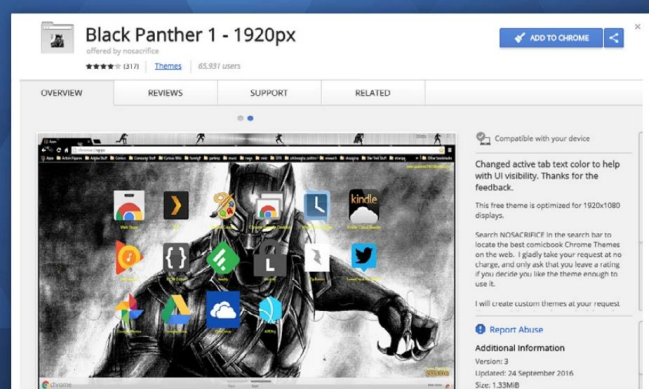 Black Panther 1 - 1920px
offered by nosacrifice
(317)
Themes
65,931 users
ADD TO CHROME
OVERVIEW
REVIEWS
SUPPORT
RELATED
Compatible with your device
Changed active tab text color to help
with UI visibility. Thanks for the
feedback.
This free theme is optimized for 1920x1080
displays.
Search NOSACRIFICE in the search bar to
locate the best comicbook Chrome Themes
on the web. I gladly take your request at no
charge, and only ask that you leave a rating
if you decide you like the theme enough to
use it.
I will create custom themes at your request
kindle
chrome
Report Abuse
Additional Information
Version: 3
Updated: 24 September 2016
Size: 1.33MiB